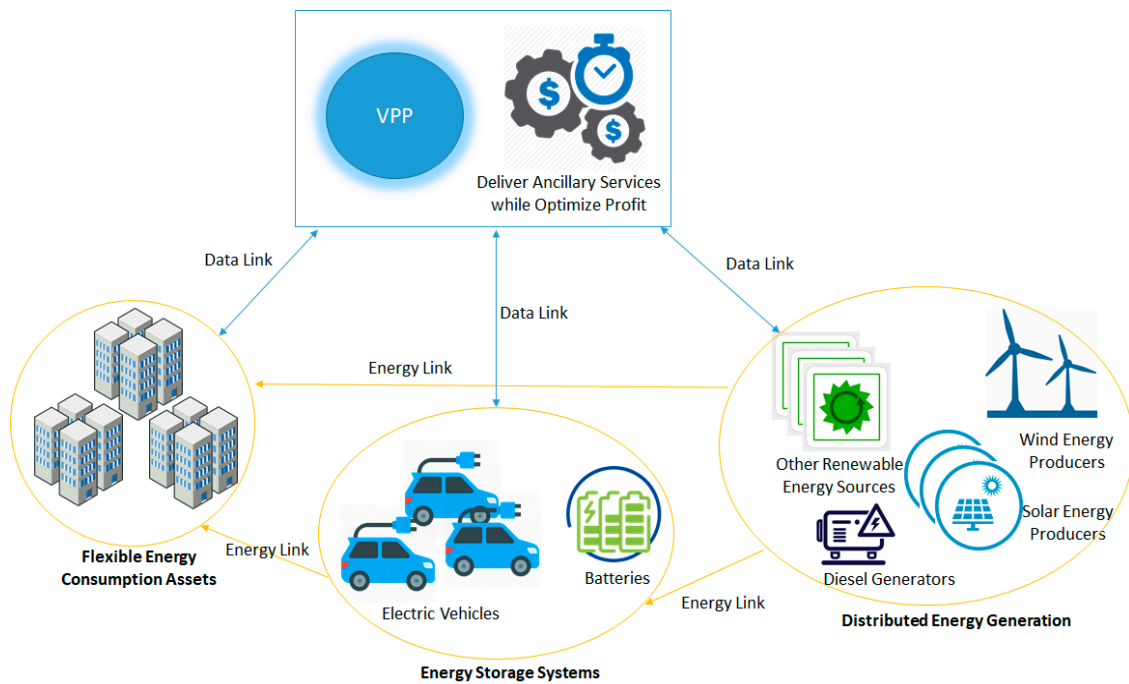 VPP
$
$
Deliver Ancillary Services
while Optimize Profit
Data Link
Data Link
Data Link
Energy Link
Wind Energy
Producers
Other Renewable
Energy Sources
Solar Energy
Producers
Flexible Energy
Consumption Assets
Energy Link
Batteries
Diesel Generators
Electric Vehicles
Energy Link
Distributed Energy Generation
Energy Storage Systems